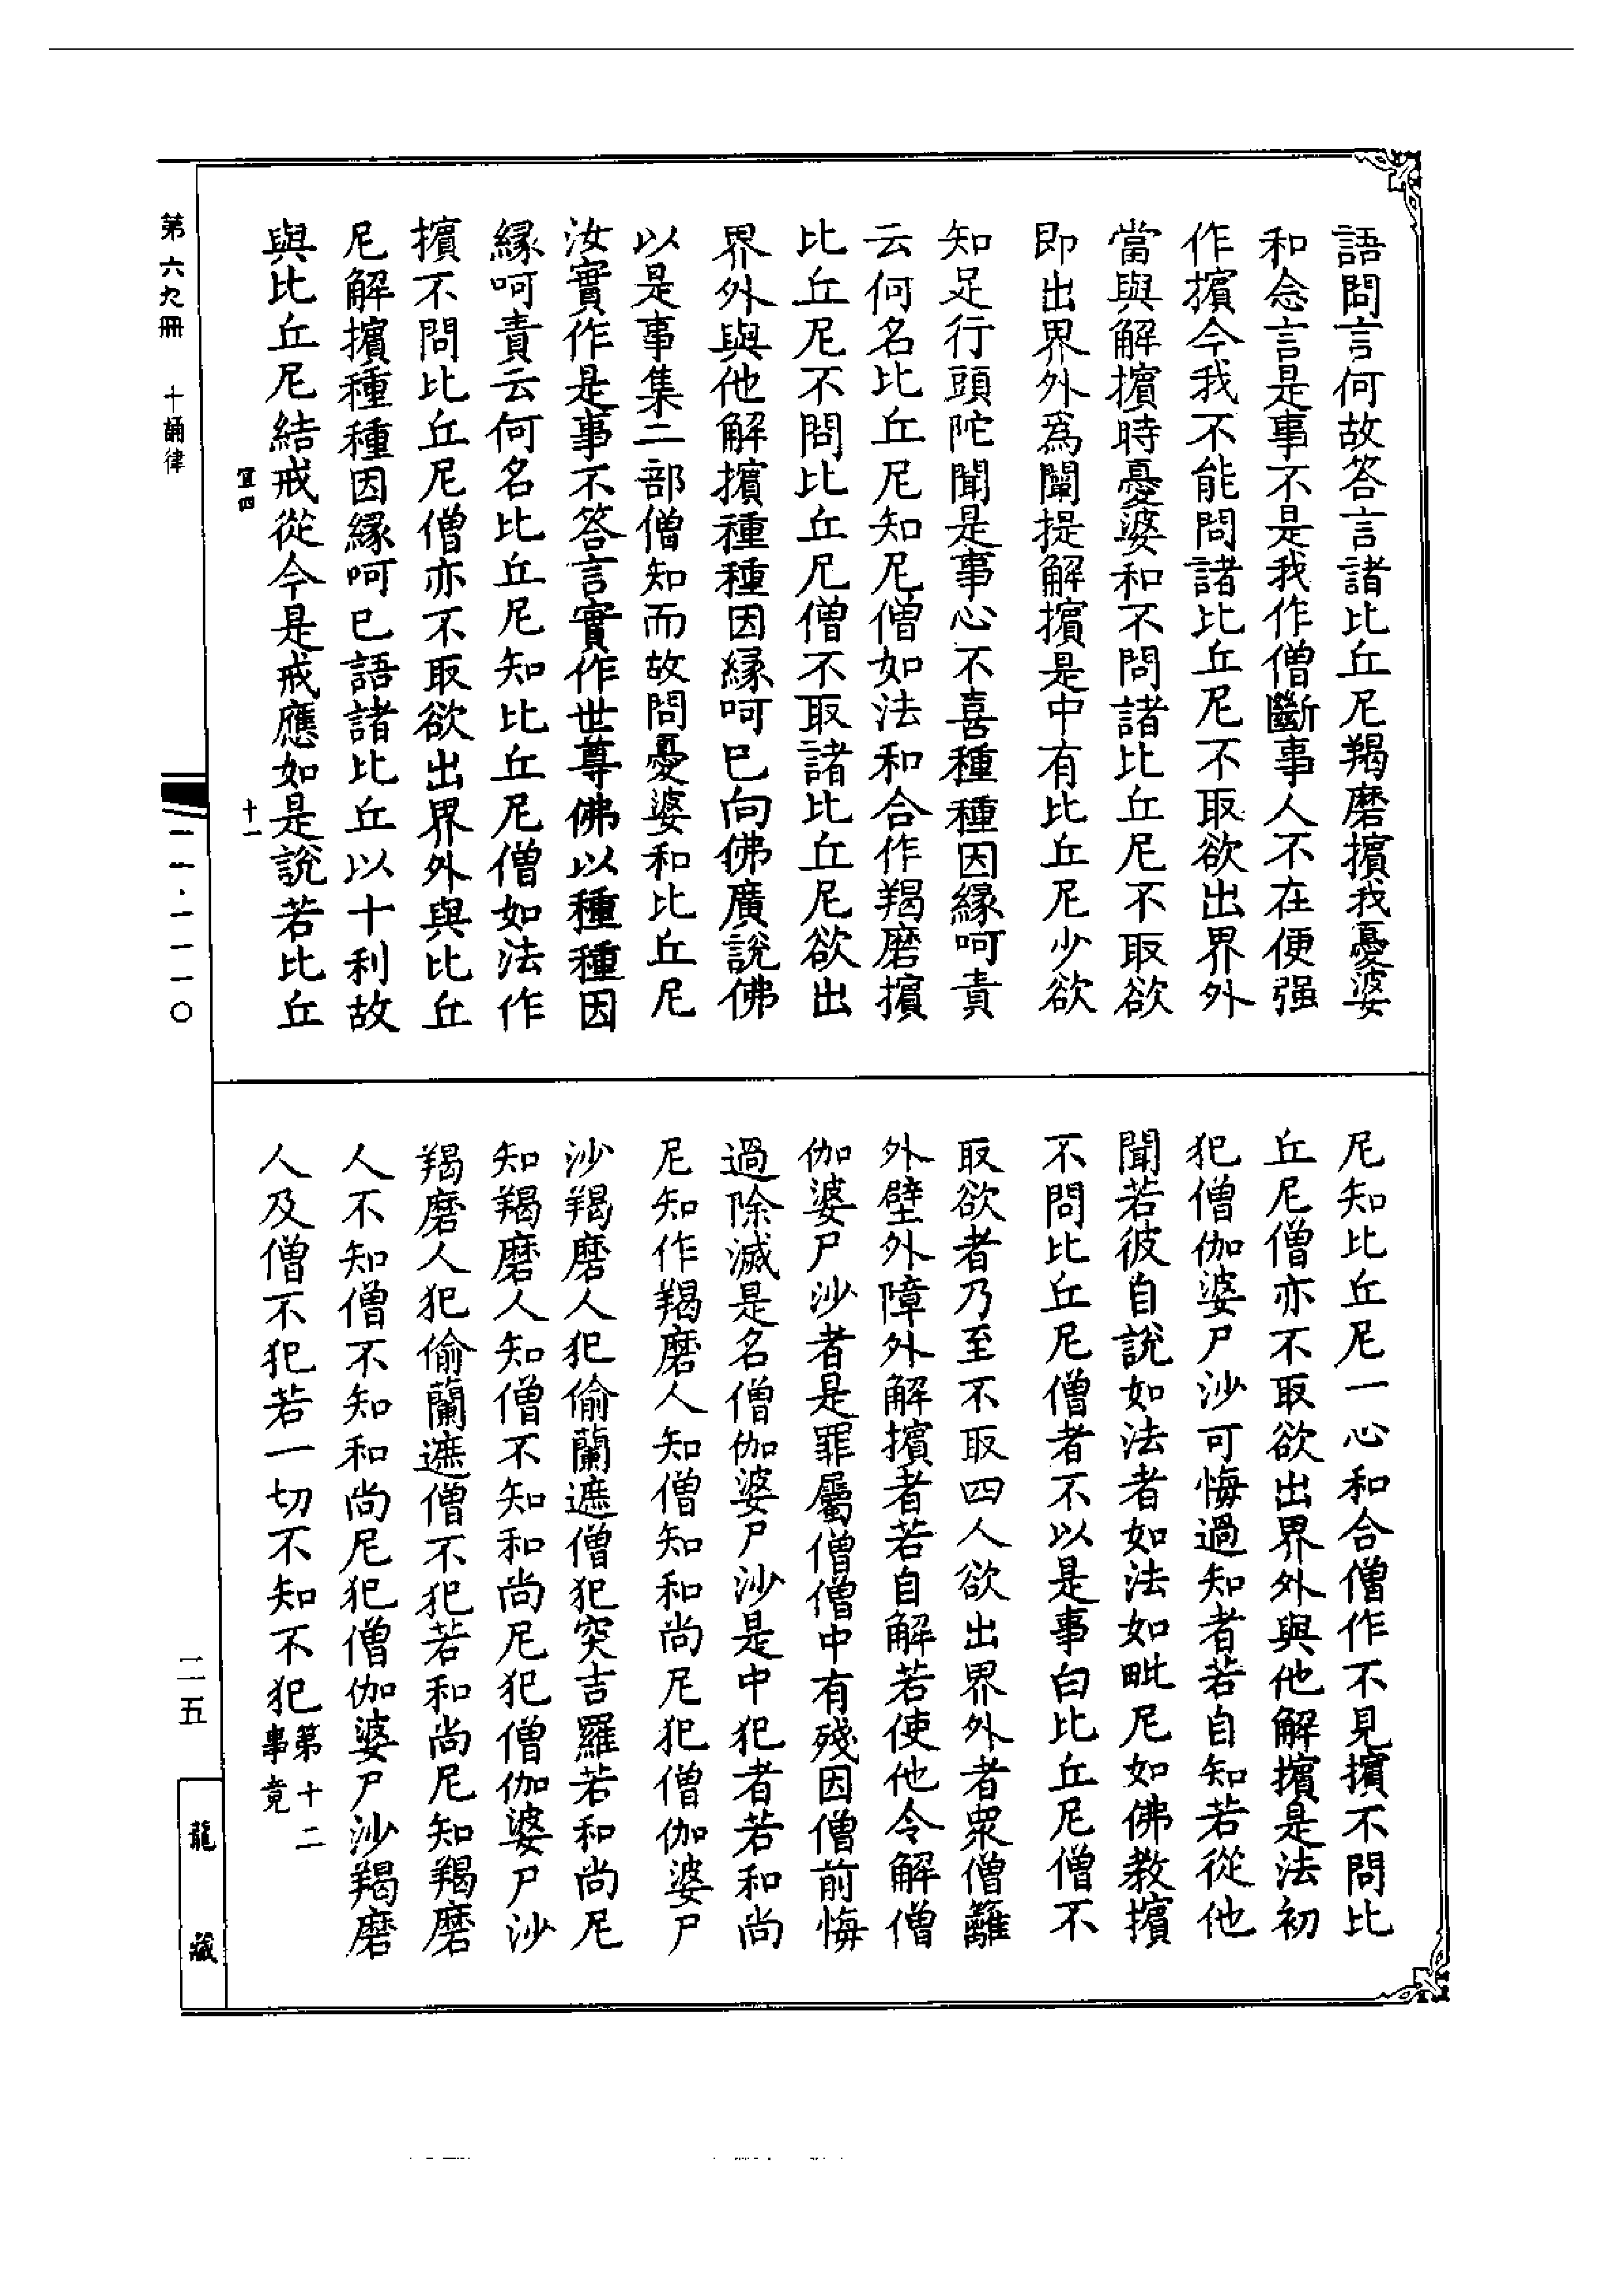 語問言何故答言諸比丘尼羯磨擯我憂婆
和念言是事不是我作僧斷事人不在便强
作擯今我不能問諸比丘尼不取欲出界外
當與解擯時憂婆和不問諸比丘尼不取欲
即出界外為闡提解擯是中有比丘尼少欲
知足行頭陀聞是事心不喜種種因緣呵責
云何名比丘尼知尼僧如法和合作羯磨擯
比丘尼不問比丘尼僧不取諸比丘尼欲出
界外與他解擯種種因緣呵已向佛廣說佛
以是事集二部僧知而故問憂婆和比丘尼
汝實作是事不答言實作世尊佛以種種因
緣呵責云何名比丘尼知比丘尼僧如法作
擯不問比丘尼僧亦不取欲出界外與比丘
尼解擯種種因緣呵已語諸比丘以十利故
與比丘尼結戒從今是戒應如是說若比丘
尼知比丘尼一心和合僧作不見擯不問比
丘尼僧亦不取欲出界外與他解擯是法初
犯僧伽婆尸沙可悔過知者若自知若從他
聞若彼自說如法者如法如毗尼如佛教擯
不問比丘尼僧者不以是事白比丘尼僧不
取欲者乃至不取四人欲出界外者衆僧籬
外壁外障外解擯者若自解若使他令解僧
伽婆尸沙者是罪屬僧僧中有殘因僧前悔
過除滅是名僧伽婆尸沙是中犯者若和尚
尼知作羯磨人知僧知和尚尼犯僧伽婆尸
沙羯磨人犯偷蘭遮僧犯突吉羅若和尚尼
知羯磨人知僧不知和尚尼犯僧伽婆尸沙
羯磨人犯偷蘭遮僧不犯若和尚尼知羯磨
人不知僧不知和尚尼犯僧伽婆尸沙羯磨
人及僧不犯若一切不知不犯第十二事竟
宜四
十一
第六九冊 十誦律
一一·一一一〇
二五
龍藏